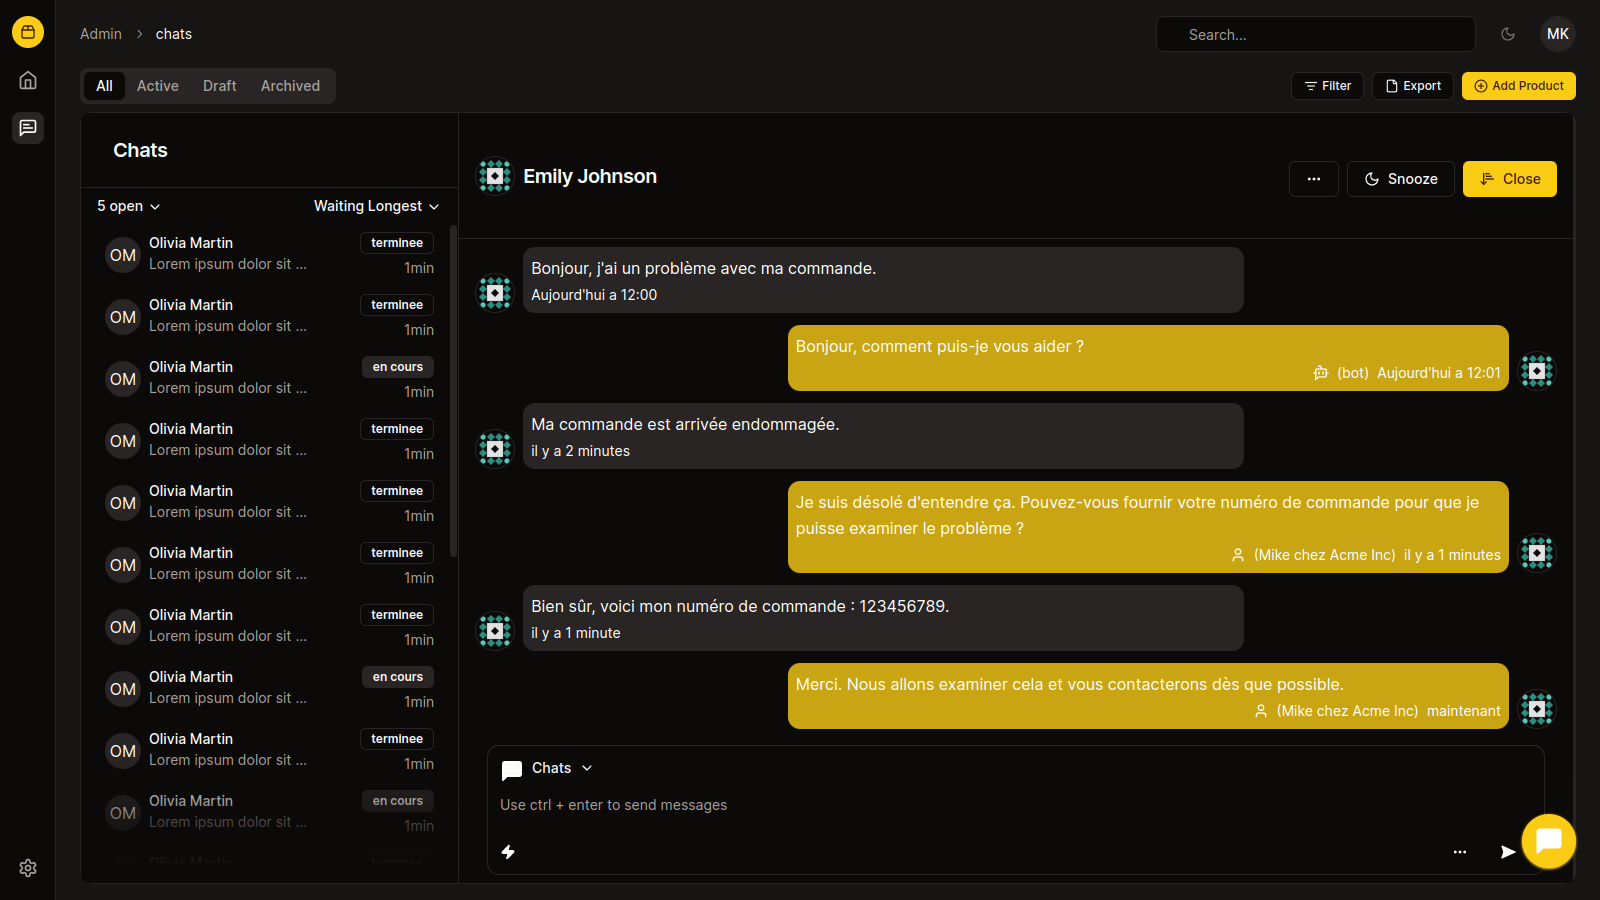 Admin > chats
Search...
MK
All
Active
Draft
Archived
Filter
Export
Add Product
Chats
5 open
Waiting Longest
OM
Olivia Martin
terminee
Lorem ipsum dolor sit ...
1min
OM
Olivia Martin
terminee
Lorem ipsum dolor sit ...
1min
OM
Olivia Martin
en cours
Lorem ipsum dolor sit ...
1min
OM
Olivia Martin
terminee
Lorem ipsum dolor sit ...
1min
OM
Olivia Martin
terminee
Lorem ipsum dolor sit ...
1min
OM
Olivia Martin
terminee
Lorem ipsum dolor sit ...
1min
OM
Olivia Martin
terminee
Lorem ipsum dolor sit ...
1min
OM
Olivia Martin
en cours
Lorem ipsum dolor sit ...
1min
OM
Olivia Martin
terminee
Lorem ipsum dolor sit ...
1min
OM
Olivia Martin
en cours
Lorem ipsum dolor sit ...
1min
Olivia Martin
terminee
Emily Johnson
...
Snooze
Close
Bonjour, j'ai un problème avec ma commande.
Aujourd'hui a 12:00
Bonjour, comment puis-je vous aider ?
(bot) Aujourd'hui a 12:01
Ma commande est arrivée endommagée.
il y a 2 minutes
Je suis désolé d'entendre ça. Pouvez-vous fournir votre numéro de commande pour que je
puisse examiner le problème ?
(Mike chez Acme Inc) il y a 1 minutes
Bien sûr, voici mon numéro de commande : 123456789.
il y a 1 minute
Merci. Nous allons examiner cela et vous contacterons dès que possible.
(Mike chez Acme Inc) maintenant
Chats
Use ctrl + enter to send messages
...